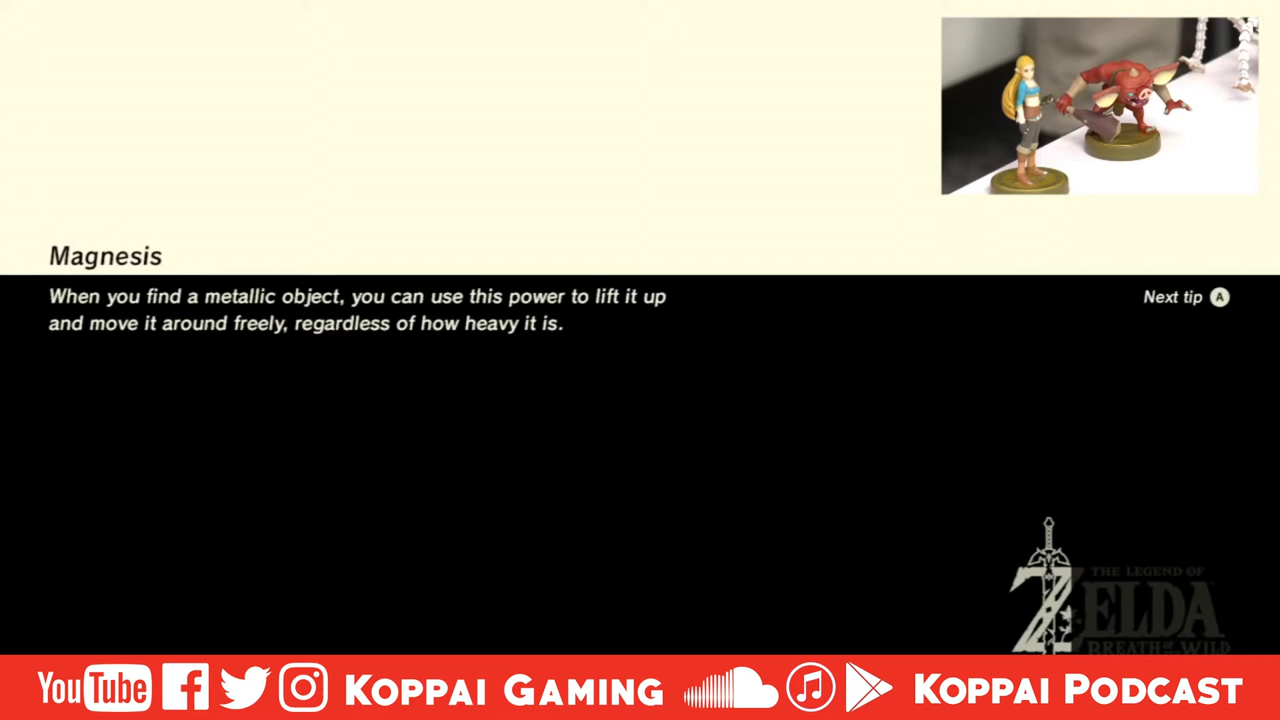 Magnesis
When you find a metallic object, you can use this power to lift it up
and move it around freely, regardless of how heavy it is.
Next tip A
THE LEGEND OF
ZELDA
BREATH OF THE WILD
YouTube KOPPAI GAMING KOPPAI PODCAST